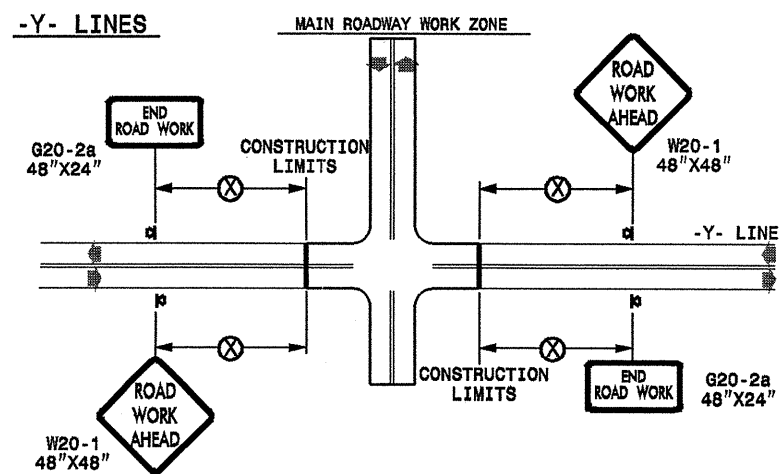 -Y- LINES
MAIN ROADWAY WORK ZONE
END
ROAD WORK
G20-2a
48"X24"
CONSTRUCTION
LIMITS
ROAD
WORK
AHEAD
W20-1
48"X48"
X
X
-Y- LINE
X
X
ROAD
WORK
AHEAD
W20-1
48"X48"
CONSTRUCTION
LIMITS
END
ROAD WORK
G20-2a
48"X24"